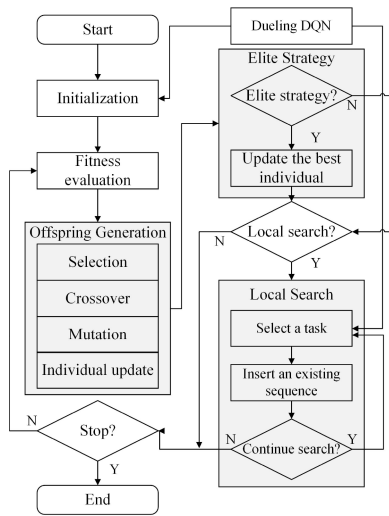 Start
Initialization
Fitness
evaluation
Offspring Generation
Selection
Crossover
Mutation
Individual update
N
Stop?
Y
End
Dueling DQN
Elite Strategy
Elite strategy?
N
Y
Update the best
individual
N
Local search?
Y
Local Search
Select a task
Insert an existing
sequence
N
Continue search?
Y